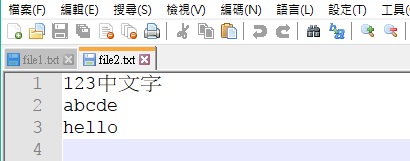 檔案(F) 編輯(E) 搜尋(S) 檢視(V) 編碼(N) 語言(L) 設定(T) 工具(
file1.txt file2.txt
1 123中文字
2 abcde
3 hello
4